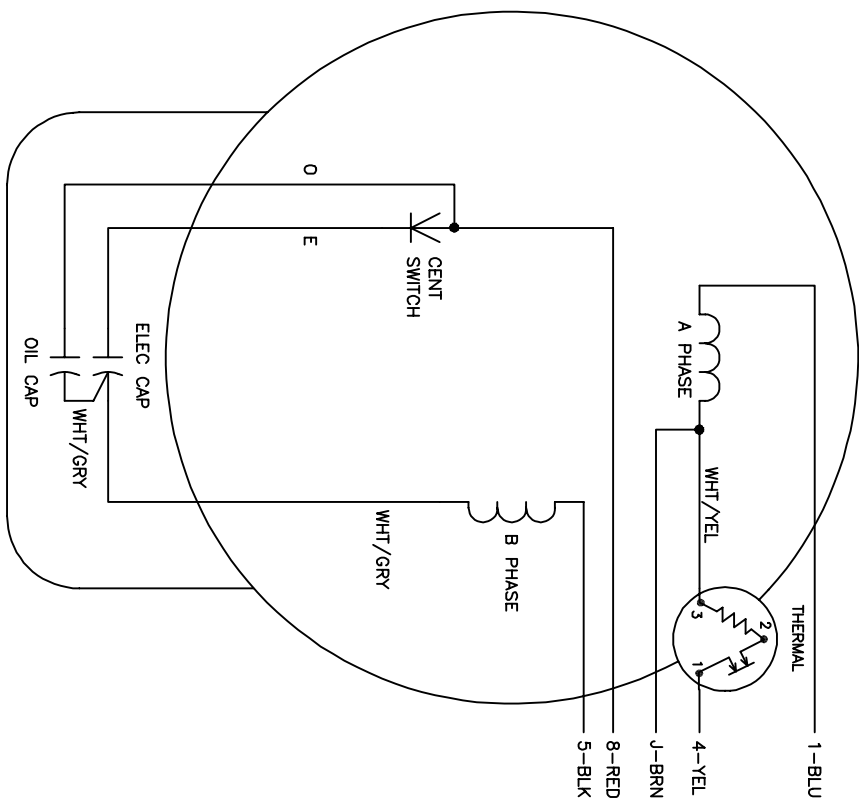 O
E
CENT
SWITCH
A PHASE
ELEC CAP
OIL CAP
WHT/GRY
WHT/YEL
WHT/GRY
B PHASE
THERMAL
3
2
1
1-BLU
4-YEL
J-BRN
8-RED
5-BLK